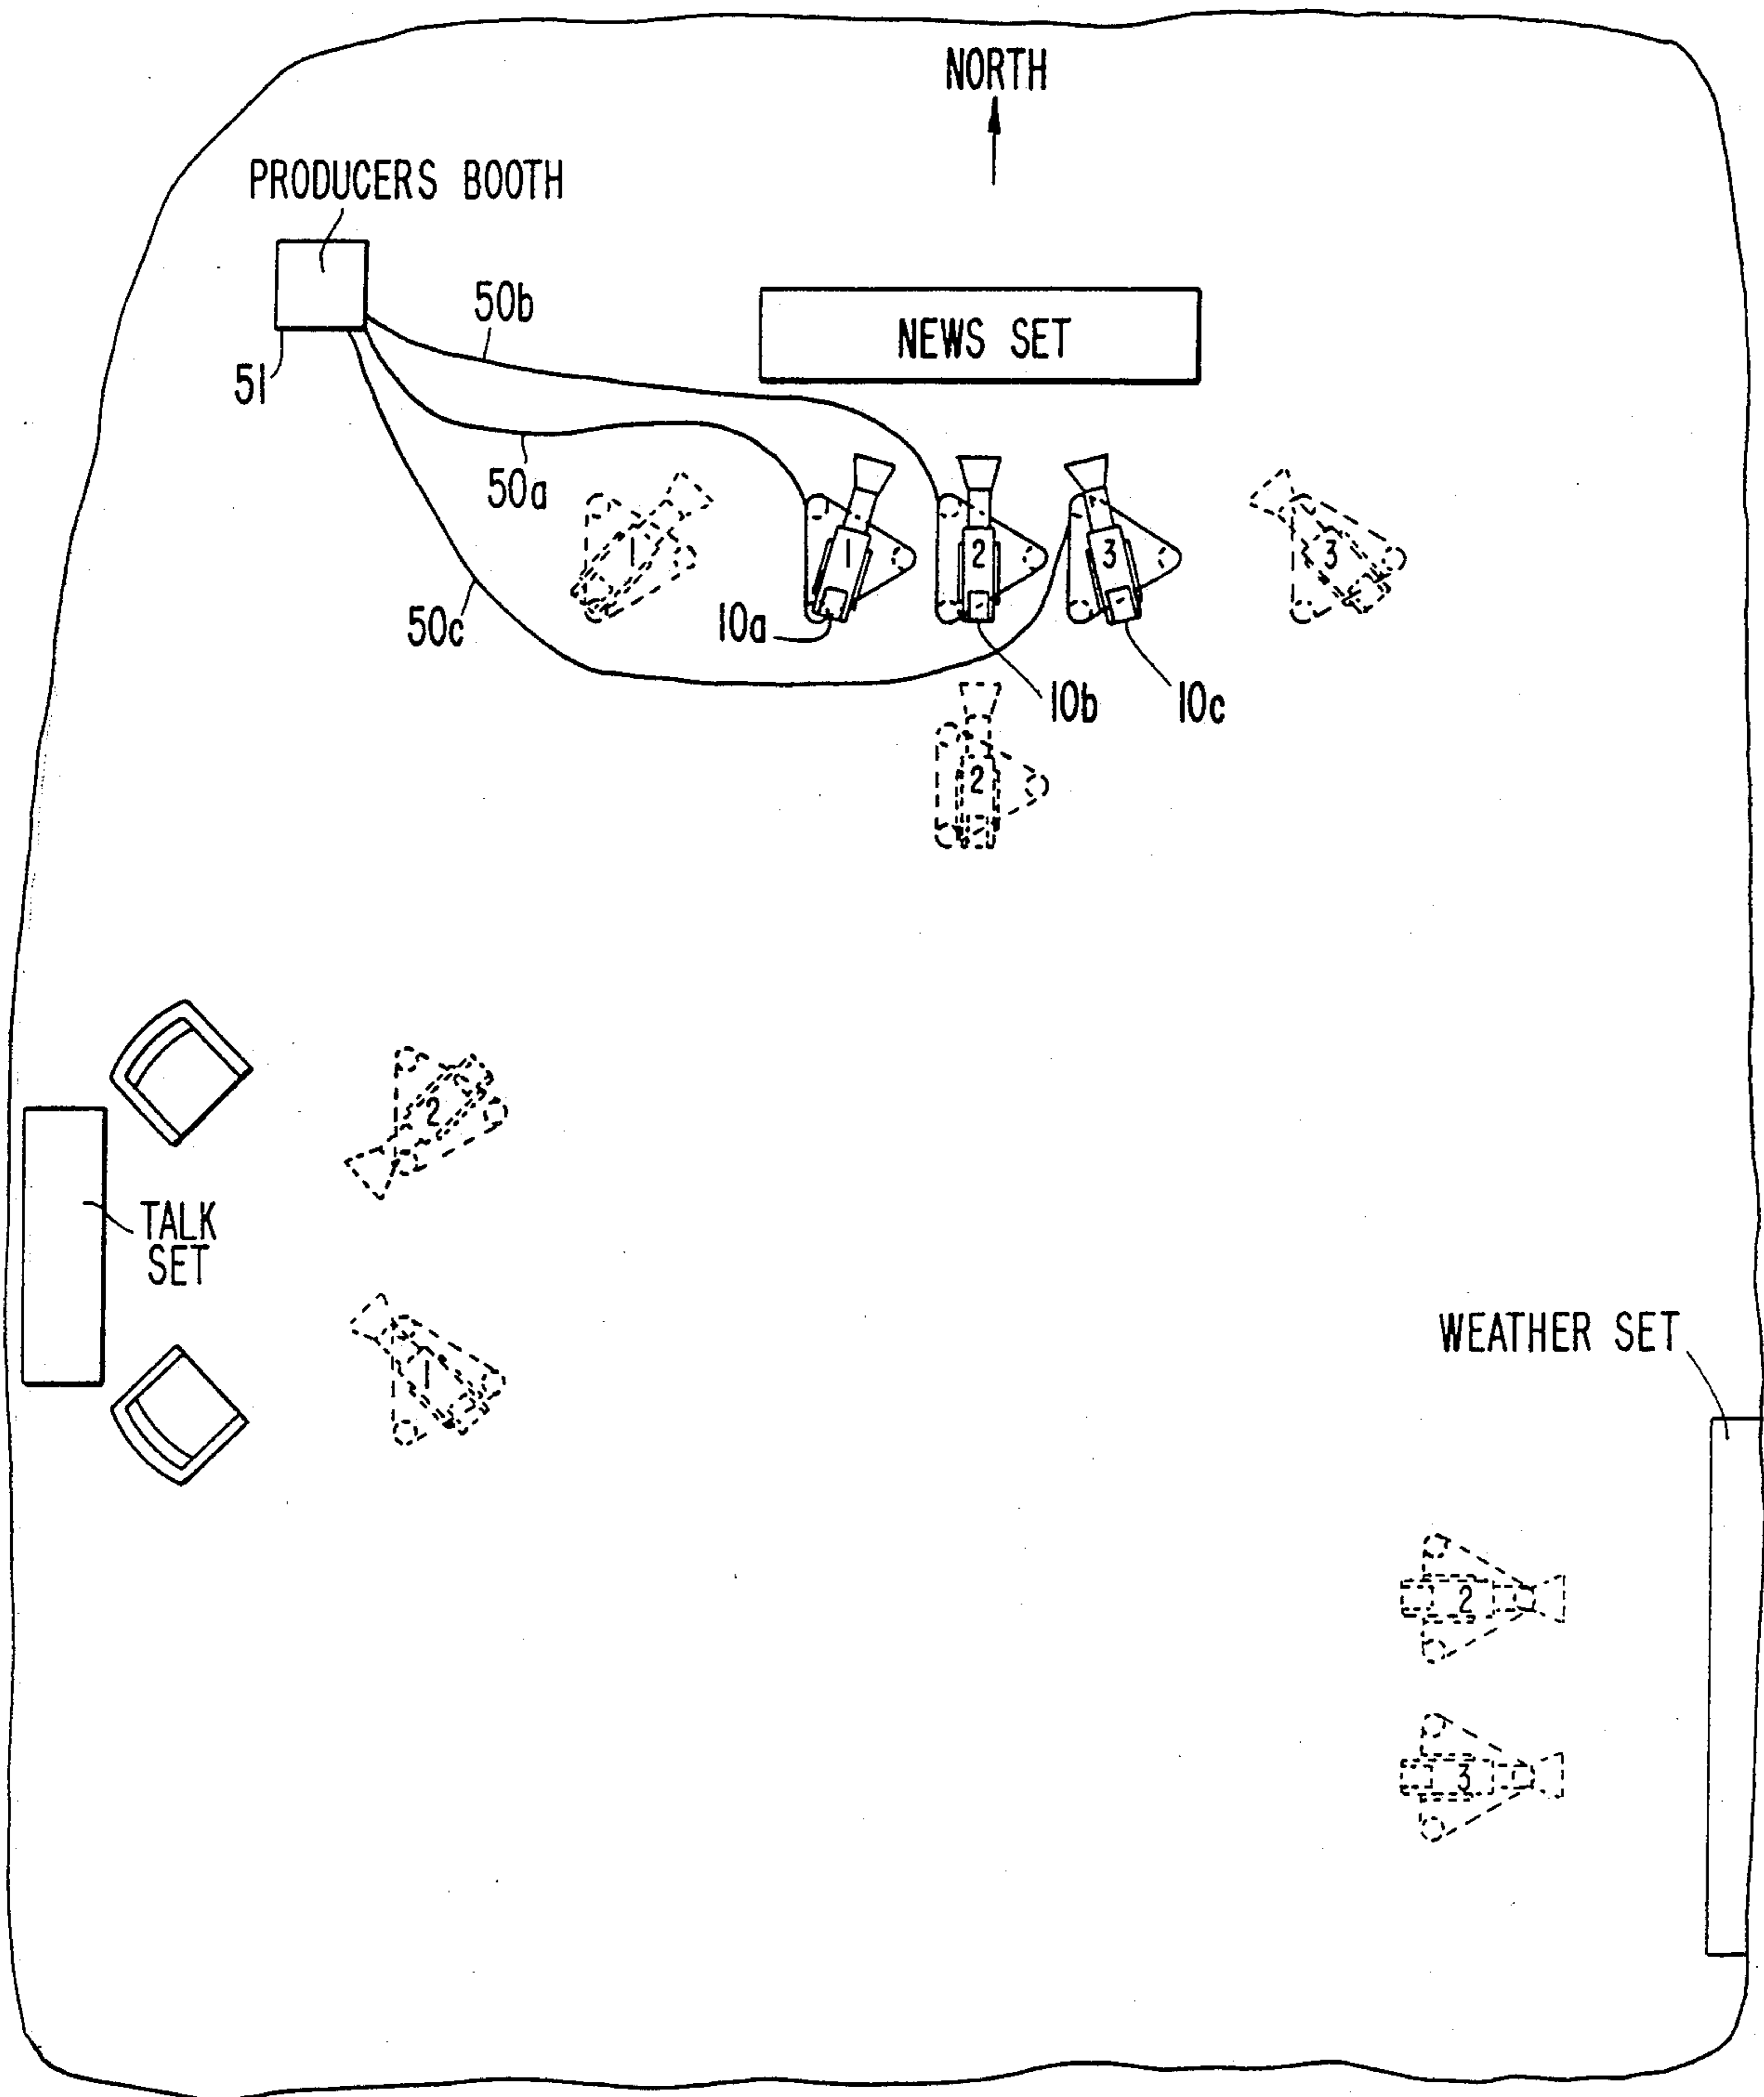 NORTH
PRODUCERS BOOTH
50b
NEWS SET
51
50a
1
1
2
3
3
50c
10a
10b
10c
2
2
TALK
SET
WEATHER SET
1
2
3